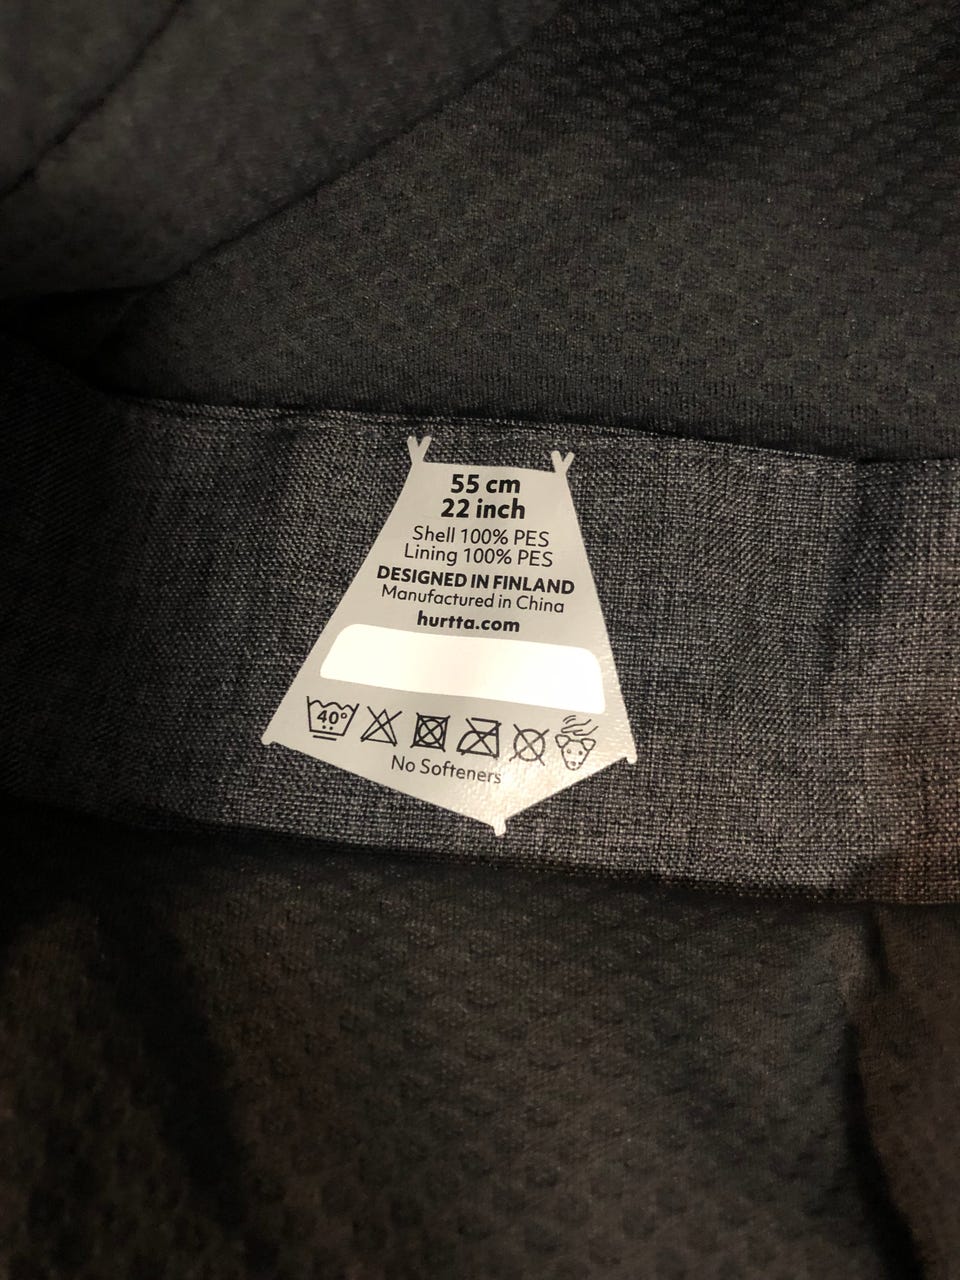 55 cm
22 inch
Shell 100% PES
Lining 100% PES
DESIGNED IN FINLAND
Manufactured in China
hurtta.com
40°
No Softeners